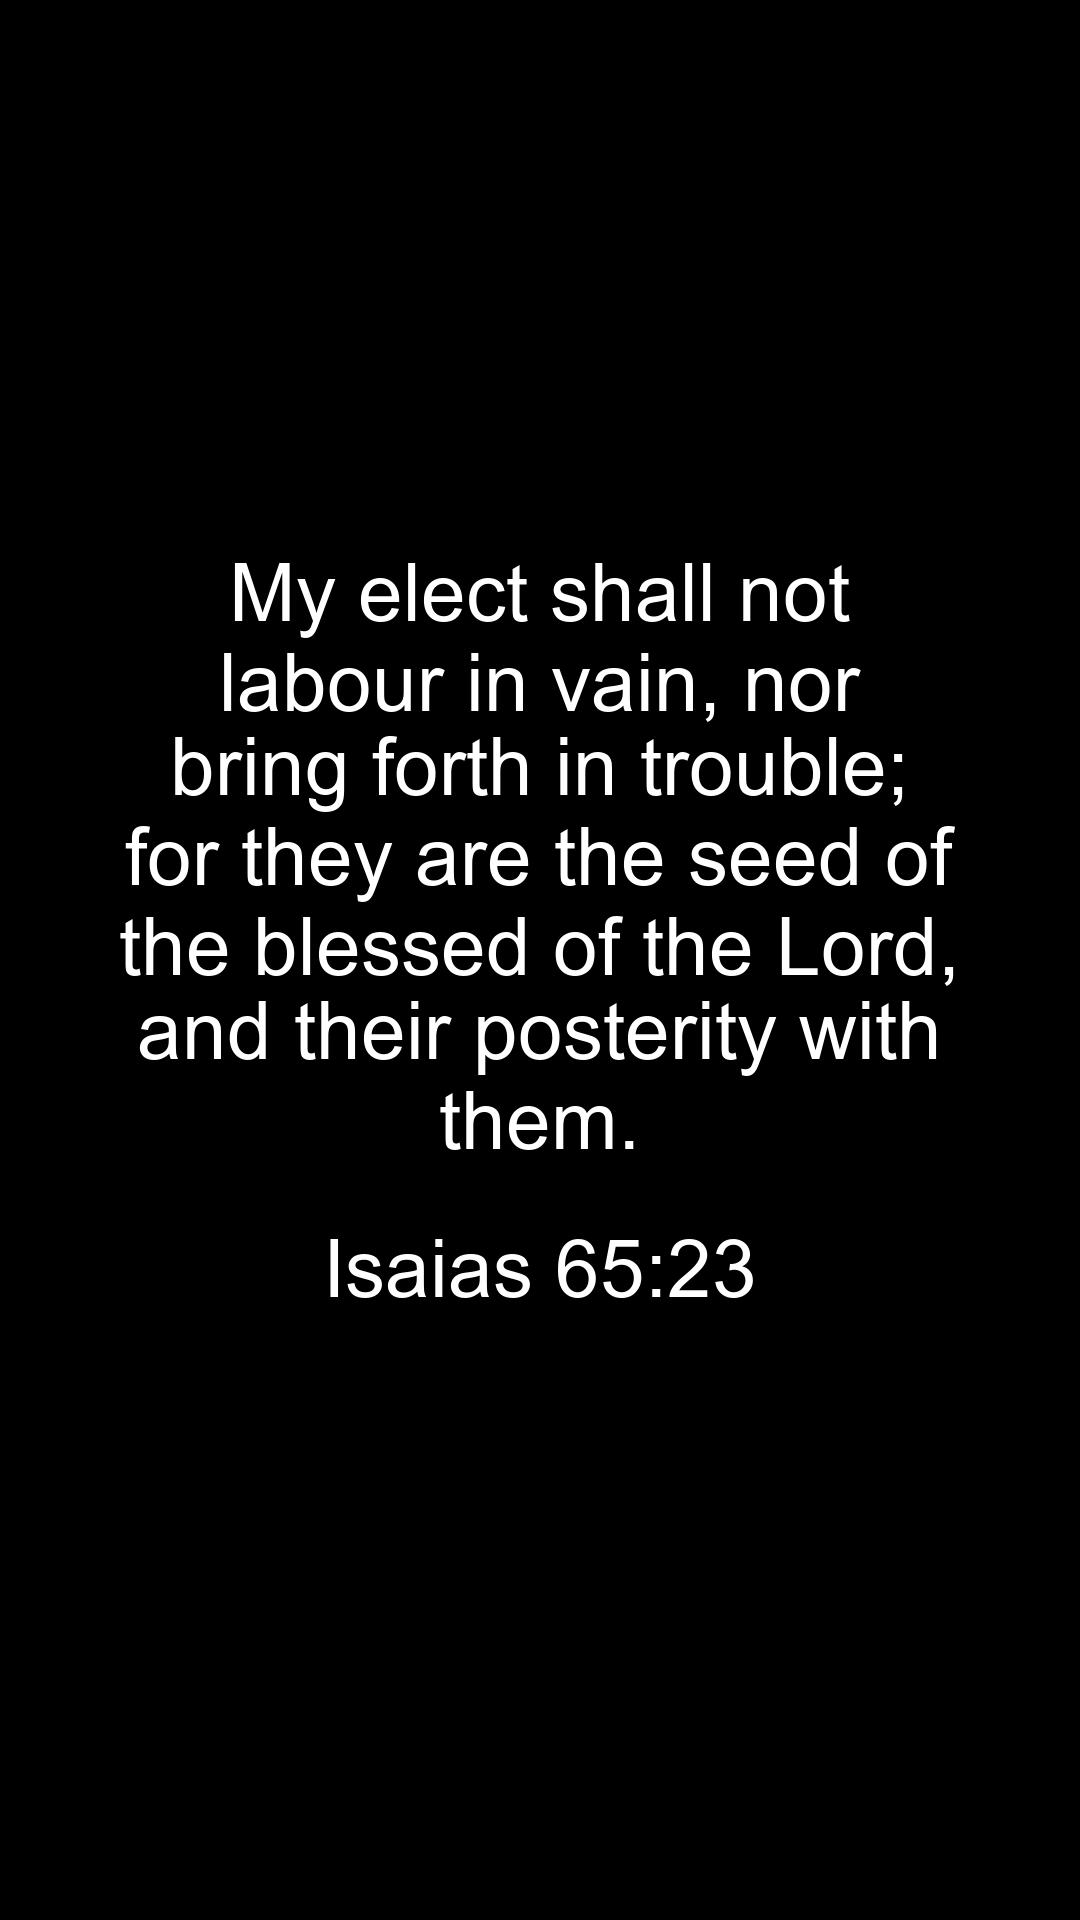 My elect shall not
labour in vain, nor
bring forth in trouble;
for they are the seed of
the blessed of the Lord,
and their posterity with
them.
Isaias 65:23